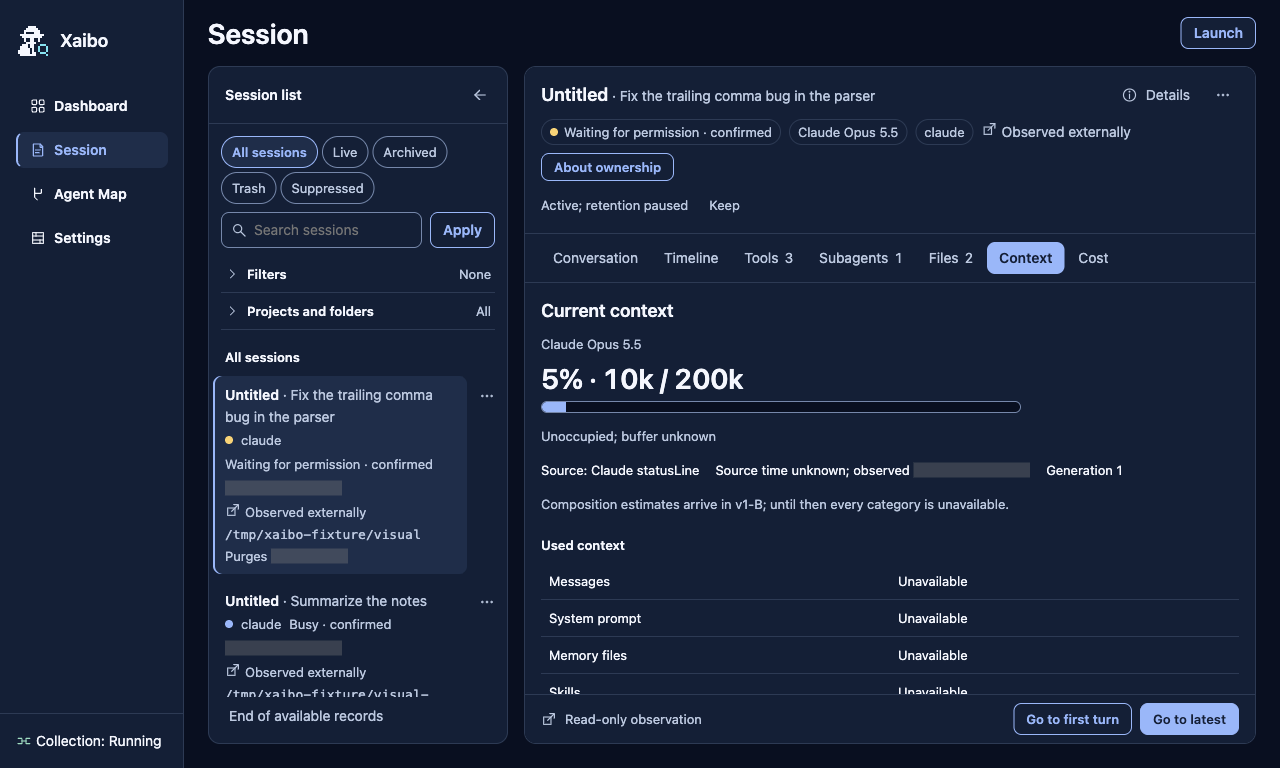 Xaibo
Dashboard
Session
Agent Map
Settings
Collection: Running
Session
Launch
Session list
All sessions
Live
Archived
Trash
Suppressed
Search sessions
Apply
Filters
None
Projects and folders
All
All sessions
Untitled · Fix the trailing comma
bug in the parser
claude
Waiting for permission · confirmed
Observed externally
/tmp/xaibo-fixture/visual
Purges
Untitled · Summarize the notes
claude Busy · confirmed
Observed externally
/tmp/xaibo-fixture/visual-
End of available records
Untitled · Fix the trailing comma bug in the parser
Details
Waiting for permission · confirmed
Claude Opus 5.5
claude
Observed externally
About ownership
Active; retention paused
Keep
Conversation
Timeline
Tools 3
Subagents 1
Files 2
Context
Cost
Current context
Claude Opus 5.5
5% · 10k / 200k
Unoccupied; buffer unknown
Source: Claude statusLine
Source time unknown; observed
Generation 1
Composition estimates arrive in v1-B; until then every category is unavailable.
Used context
Messages
Unavailable
System prompt
Unavailable
Memory files
Unavailable
Skills
Unavailable
Read-only observation
Go to first turn
Go to latest